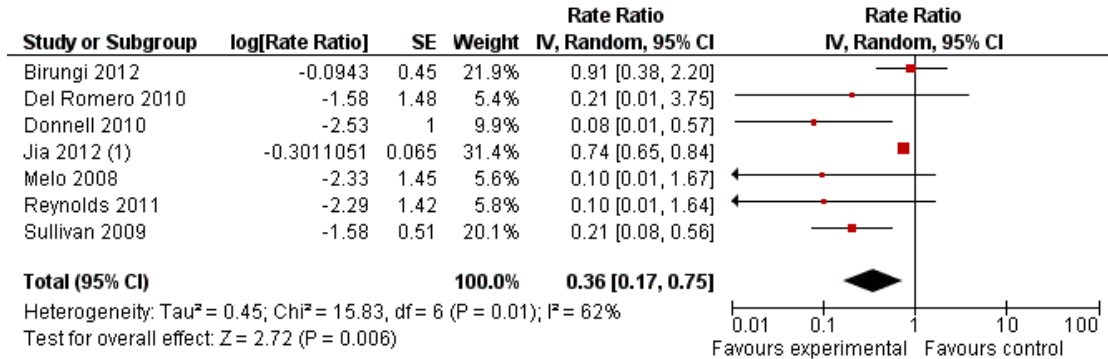 Rate Ratio Rate Ratio
Study or Subgroup log[Rate Ratio] SE Weight IV, Random, 95% CI IV, Random, 95% CI
Birungi 2012 -0.0943 0.45 21.9% 0.91 [0.38, 2.20]
Del Romero 2010 -1.58 1.48 5.4% 0.21 [0.01, 3.75]
Donnell 2010 -2.53 1 9.9% 0.08 [0.01, 0.57]
Jia 2012 (1) -0.3011051 0.065 31.4% 0.74 [0.65, 0.84]
Melo 2008 -2.33 1.45 5.6% 0.10 [0.01, 1.67]
Reynolds 2011 -2.29 1.42 5.8% 0.10 [0.01, 1.64]
Sullivan 2009 -1.58 0.51 20.1% 0.21 [0.08, 0.56]
Total (95% CI) 100.0% 0.36 [0.17, 0.75]
Heterogeneity: Tau² = 0.45; Chi² = 15.83, df = 6 (P = 0.01); I² = 62%
Test for overall effect: Z = 2.72 (P = 0.006)
0.01 0.1 1 10 100
Favours experimental Favours control